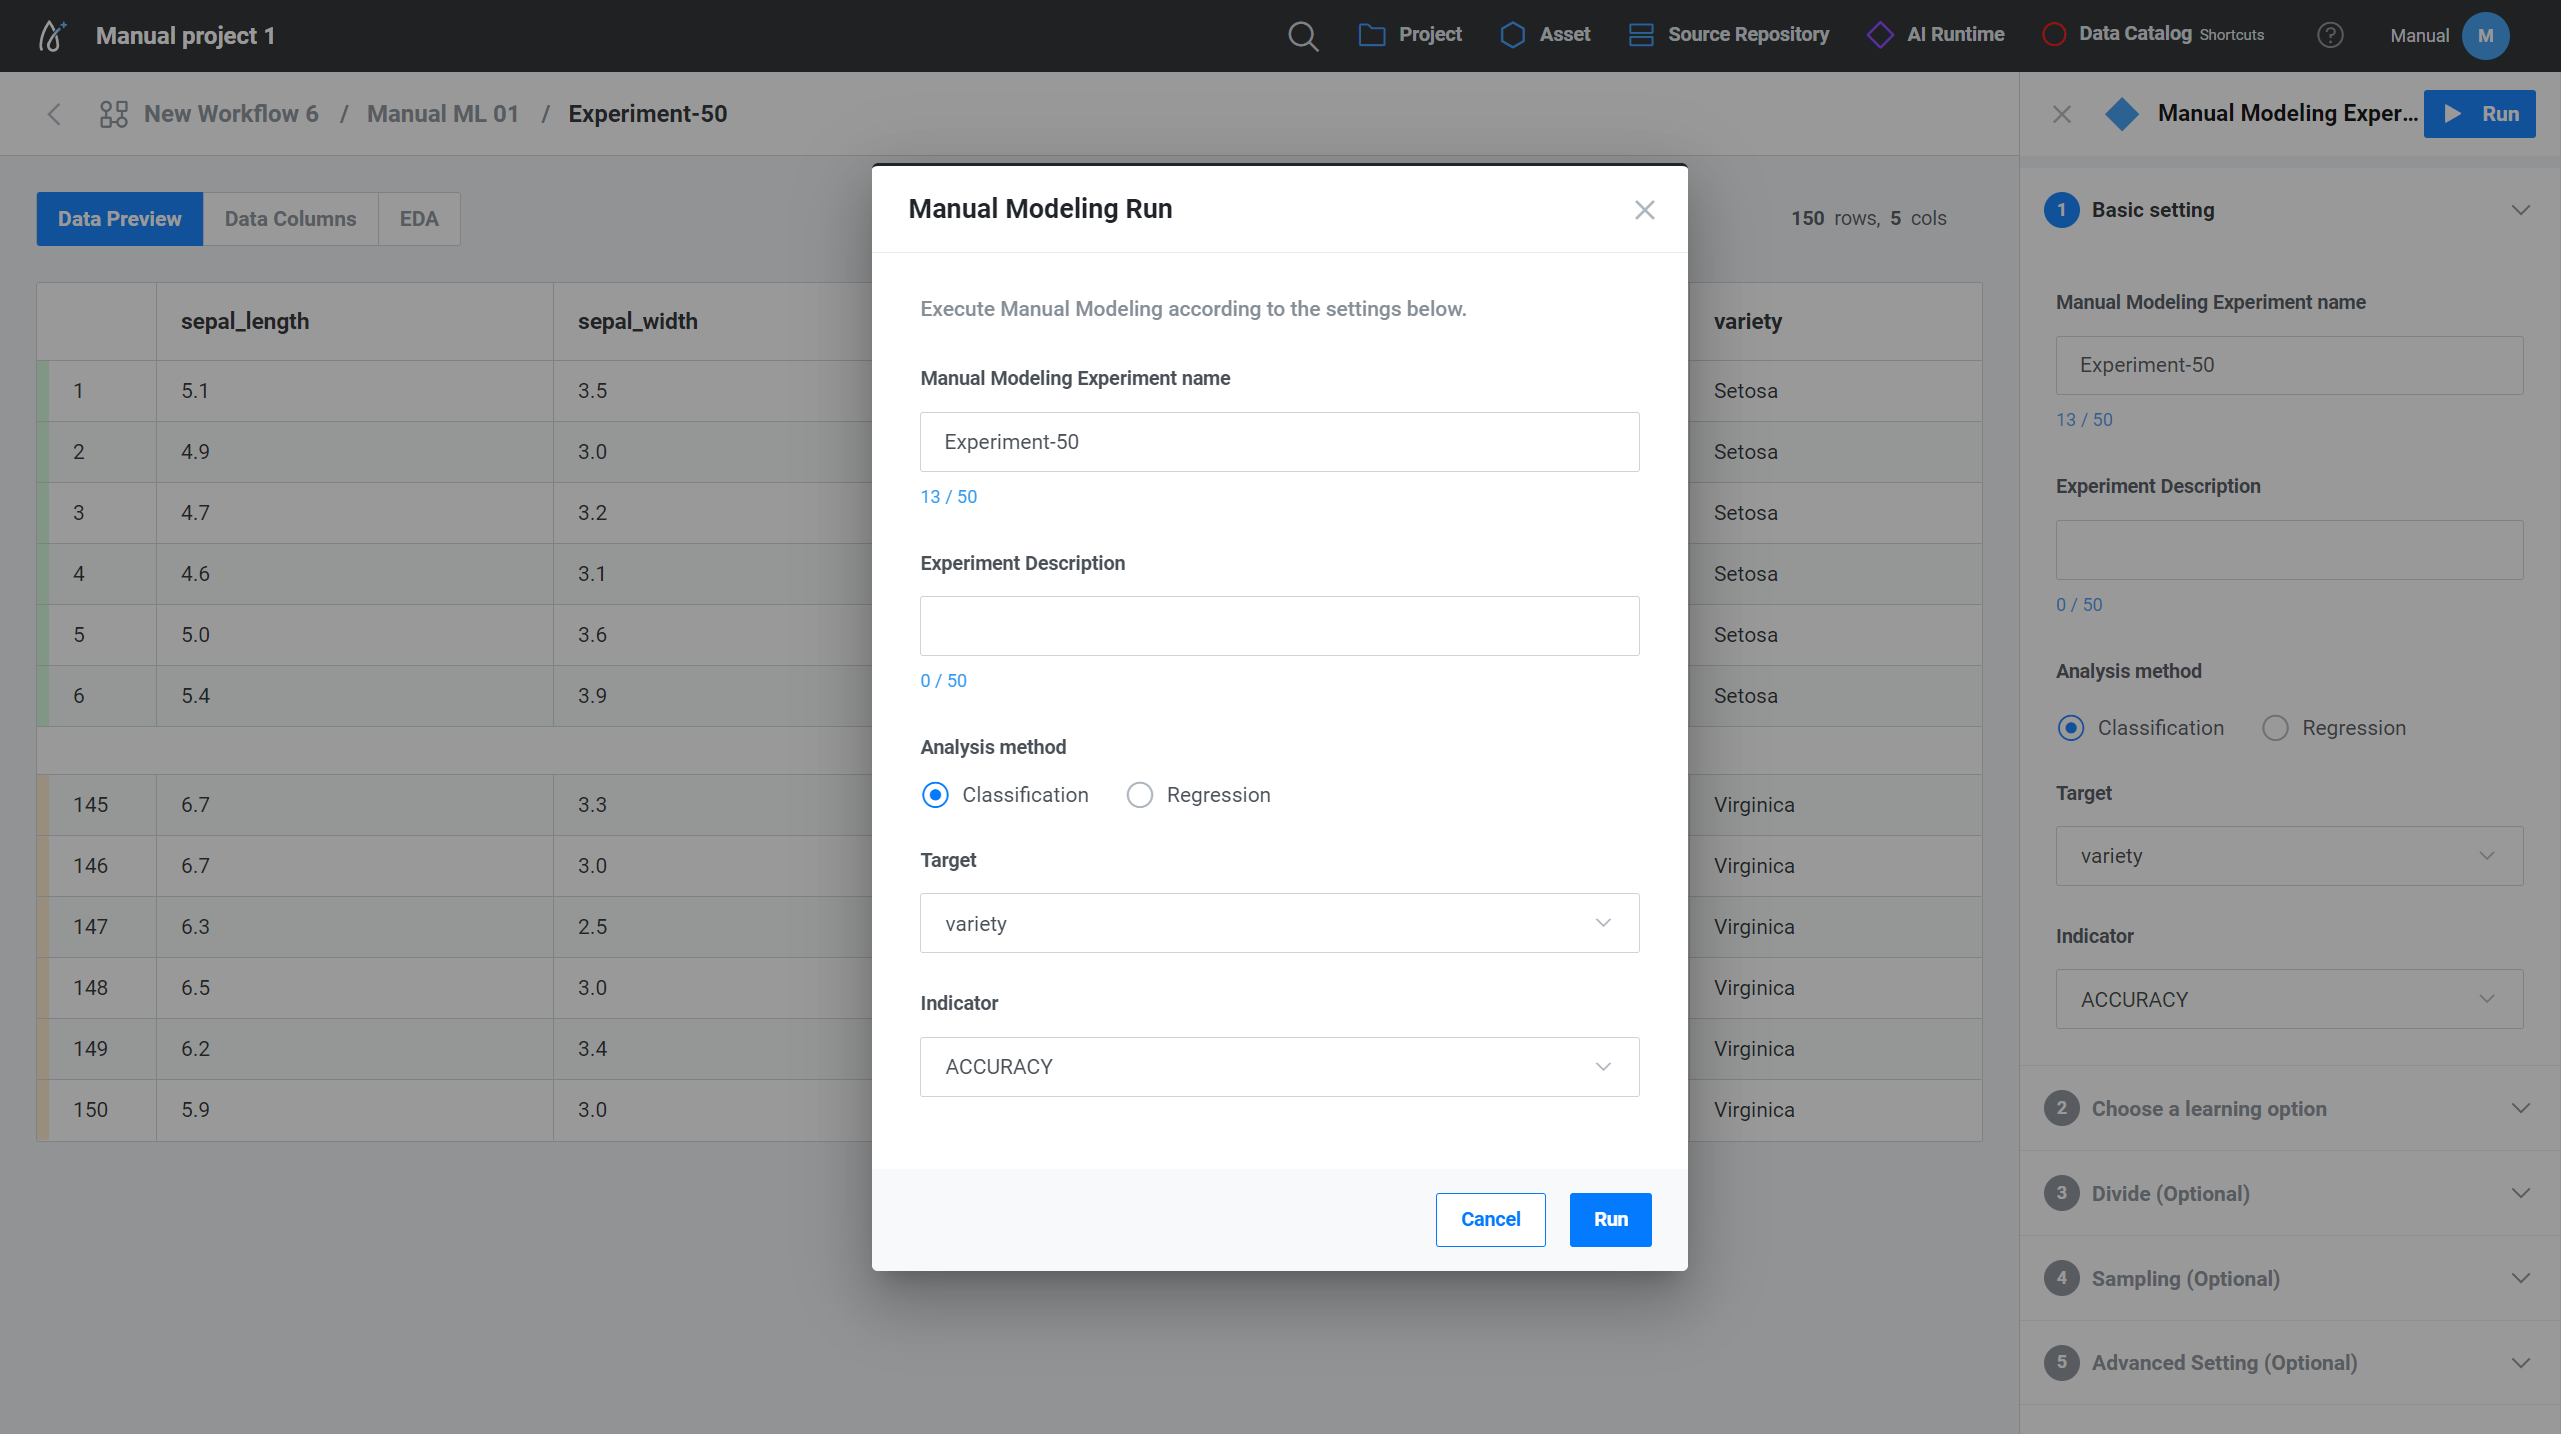 Manual project 1
Project
Asset
Source Repository
AI Runtime
Data Catalog Shortcuts
?
Manual
M
New Workflow 6 / Manual ML 01 / Experiment-50
Manual Modeling Exper...
Run
Data Preview
Data Columns
EDA
150 rows, 5 cols
sepal_length sepal_width variety
1 5.1 3.5 Setosa
2 4.9 3.0 Setosa
3 4.7 3.2 Setosa
4 4.6 3.1 Setosa
5 5.0 3.6 Setosa
6 5.4 3.9 Setosa
145 6.7 3.3 Virginica
146 6.7 3.0 Virginica
147 6.3 2.5 Virginica
148 6.5 3.0 Virginica
149 6.2 3.4 Virginica
150 5.9 3.0 Virginica
Manual Modeling Run
Execute Manual Modeling according to the settings below.
Manual Modeling Experiment name
Experiment-50
13 / 50
Experiment Description
0 / 50
Analysis method
Classification Regression
Target
variety
Indicator
ACCURACY
Cancel
Run
1 Basic setting
Manual Modeling Experiment name
Experiment-50
13 / 50
Experiment Description
0 / 50
Analysis method
Classification Regression
Target
variety
Indicator
ACCURACY
2 Choose a learning option
3 Divide (Optional)
4 Sampling (Optional)
5 Advanced Setting (Optional)